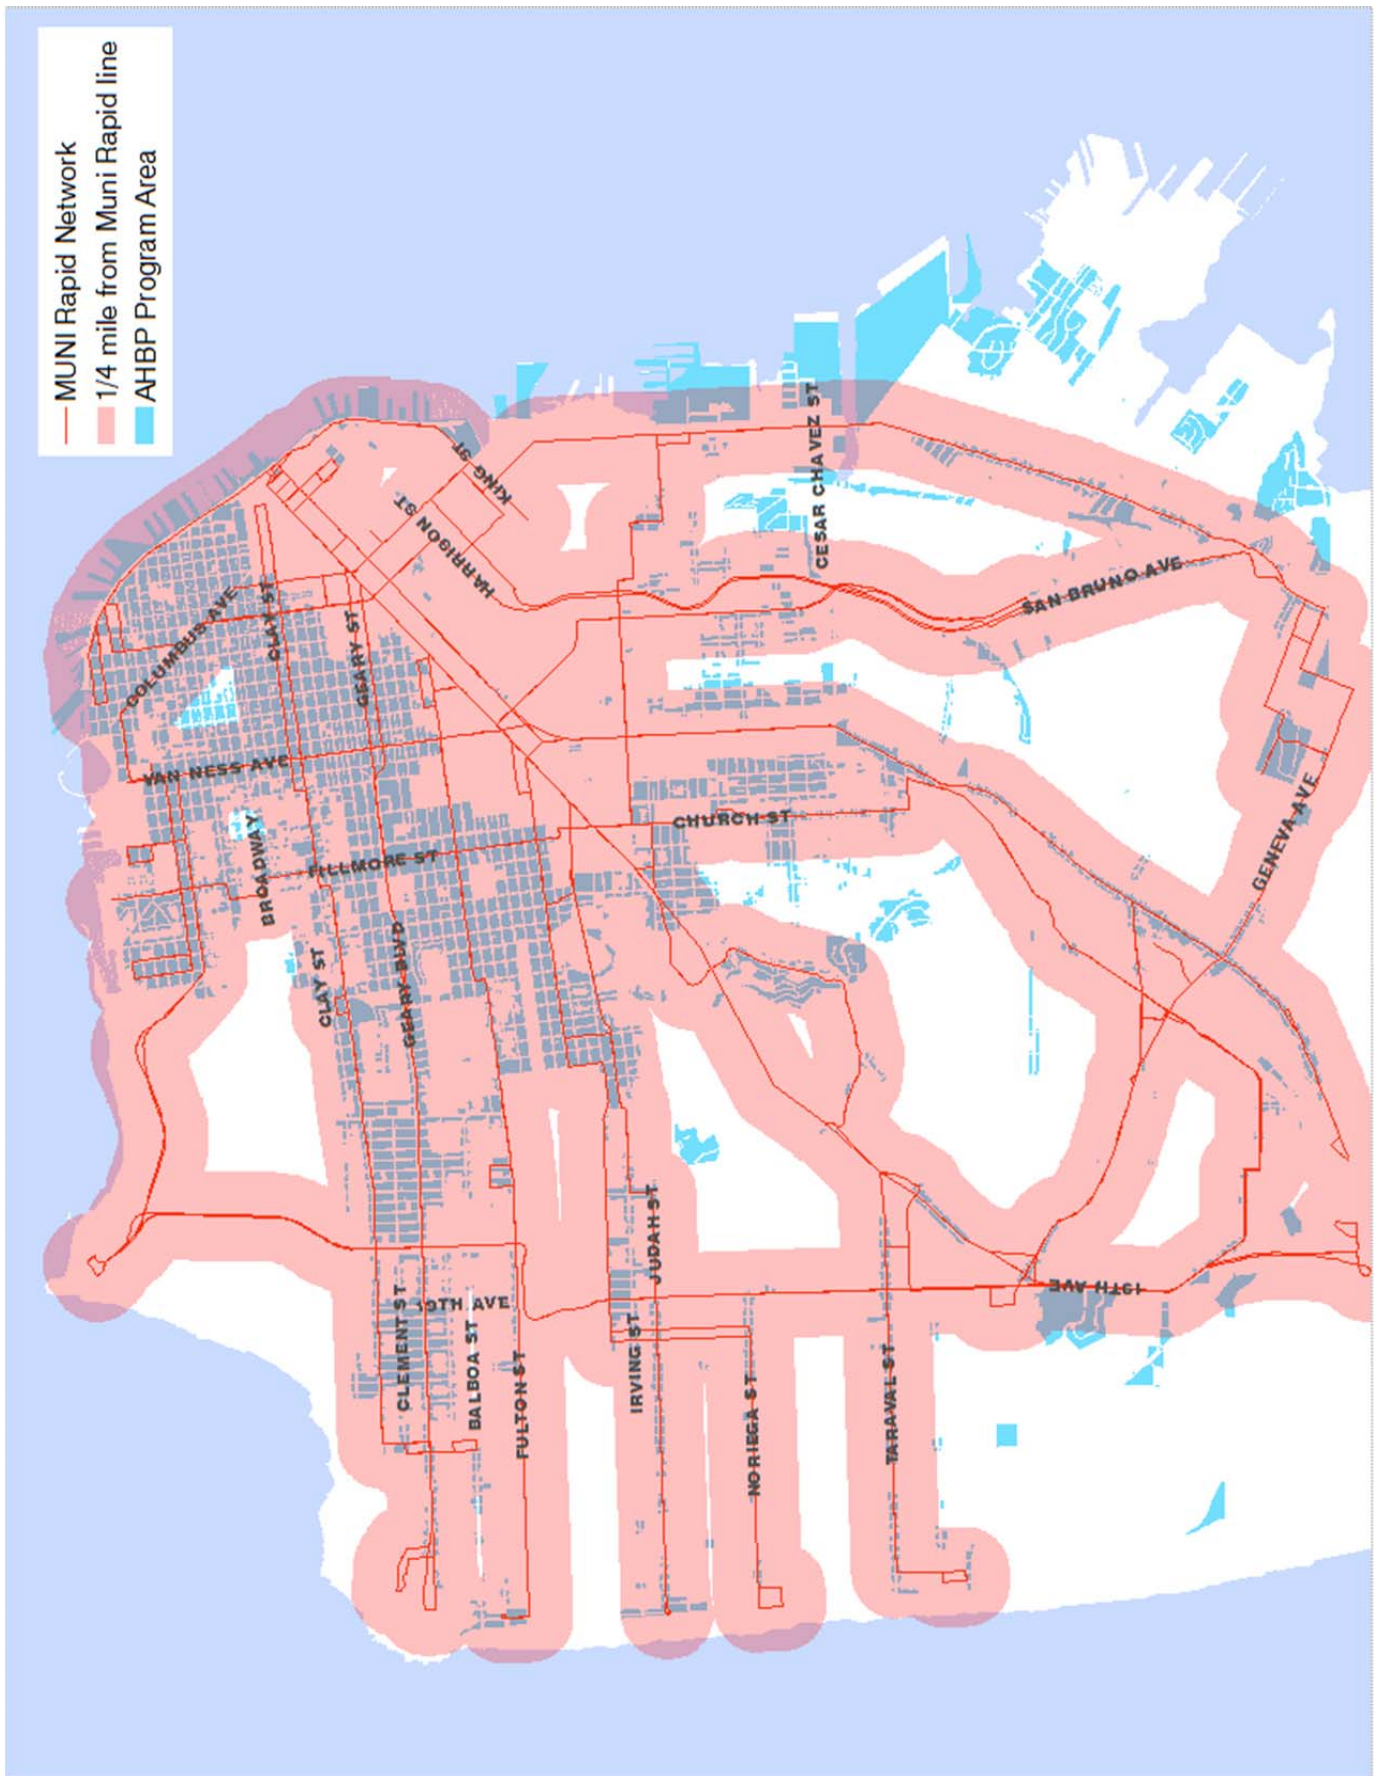 MUNI Rapid Network
1/4 mile from Muni Rapid line
AHBP Program Area
COLUMBUS AVE
CLAY ST
GEARY ST
HARRISON ST
KING ST
VAN NESS AVE
BROADWAY
FILLMORE ST
CLAY ST
GEARY BLVD
CHURCH ST
CESAR CHAVEZ ST
SAN BRUNO AVE
GENEVA AVE
CLEMENT ST
19TH AVE
BALBOA ST
FULTON ST
IRVING ST
JUDAH ST
NORIEGA ST
TARAVAL ST
19TH AVE